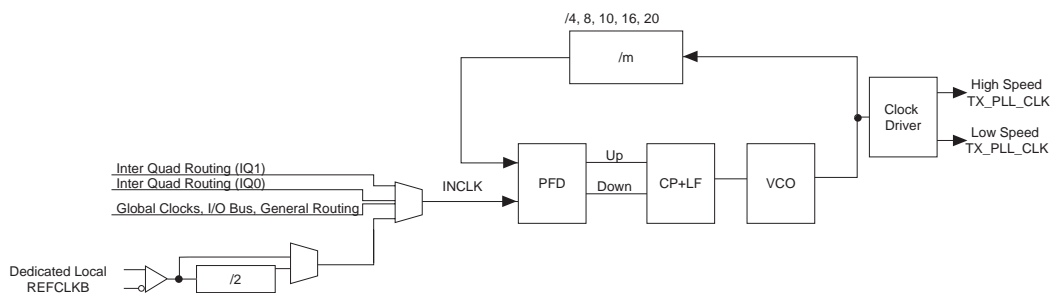 /4, 8, 10, 16, 20
/m
High Speed
TX_PLL_CLK
Clock
Driver
Low Speed
TX_PLL_CLK
Up
PFD
CP+LF
VCO
Down
Inter Quad Routing (IQ1)
Inter Quad Routing (IQ0)
INCLK
Global Clocks, I/O Bus, General Routing
Dedicated Local
REFCLKB
/2